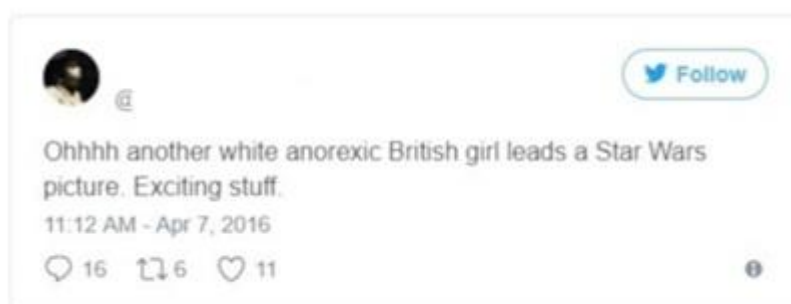 Follow
@
Ohhhh another white anorexic British girl leads a Star Wars
picture. Exciting stuff.
11:12 AM - Apr 7, 2016
16 6 11